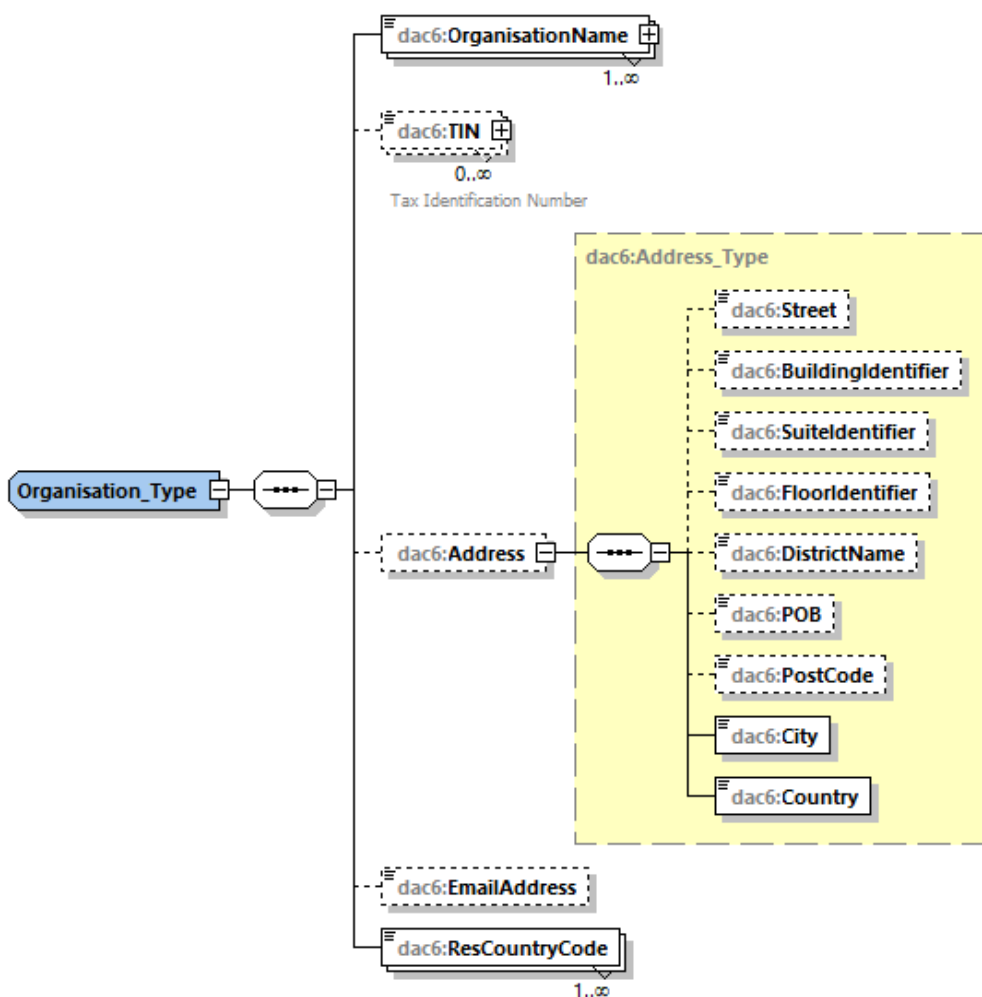 dac6:OrganisationName
1..∞
dac6:TIN
0..∞
Tax Identification Number
dac6:Address_Type
dac6:Street
dac6:BuildingIdentifier
dac6:SuiteIdentifier
Organisation_Type
dac6:FloorIdentifier
dac6:Address
dac6:DistrictName
dac6:POB
dac6:PostCode
dac6:City
dac6:Country
dac6:EmailAddress
dac6:ResCountryCode
1..∞